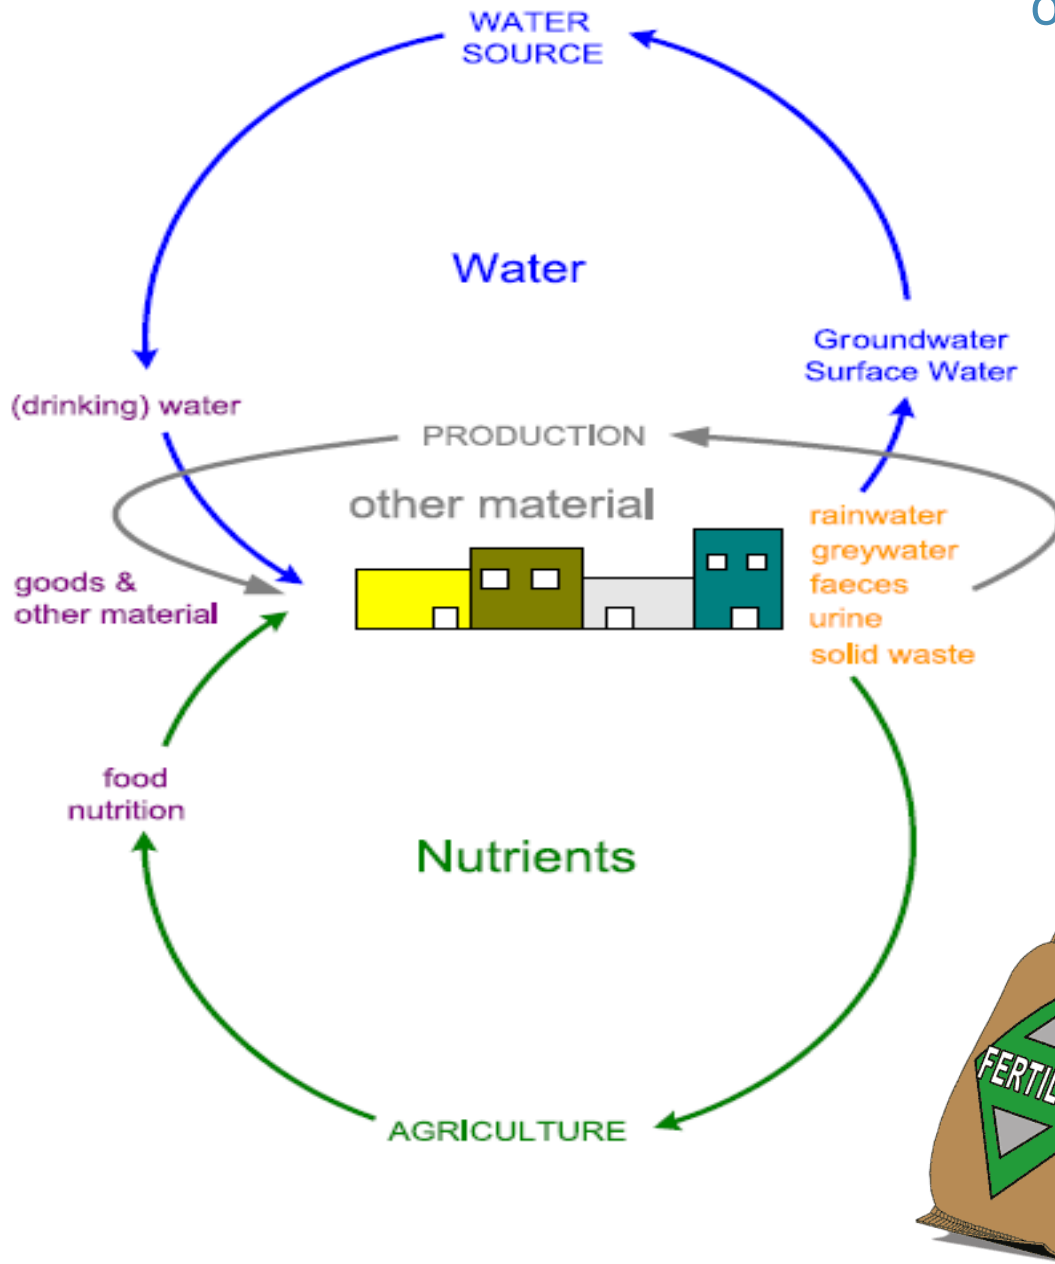 WATER
SOURCE
Water
Groundwater
Surface Water
(drinking) water
PRODUCTION
other material
rainwater
greywater
faeces
urine
solid waste
goods &
other material
food
nutrition
Nutrients
AGRICULTURE